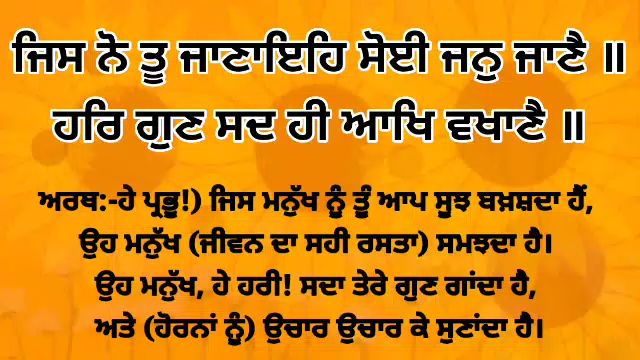 ਜਿਸ ਨੋ ਤੂ ਜਾਣਾਇਹਿ ਸੋਈ ਜਨੁ ਜਾਣੈ ॥
ਹਰਿ ਗੁਣ ਸਦ ਹੀ ਆਖਿ ਵਖਾਣੈ ॥
ਅਰਥ:-ਹੇ ਪ੍ਰਭੂ!) ਜਿਸ ਮਨੁੱਖ ਨੂੰ ਤੂੰ ਆਪ ਸੂਝ ਬਖ਼ਸ਼ਦਾ ਹੈਂ,
ਉਹ ਮਨੁੱਖ (ਜੀਵਨ ਦਾ ਸਹੀ ਰਸਤਾ) ਸਮਝਦਾ ਹੈ।
ਉਹ ਮਨੁੱਖ, ਹੇ ਹਰੀ! ਸਦਾ ਤੇਰੇ ਗੁਣ ਗਾਂਦਾ ਹੈ,
ਅਤੇ (ਹੋਰਨਾਂ ਨੂੰ) ਉਚਾਰ ਉਚਾਰ ਕੇ ਸੁਣਾਂਦਾ ਹੈ।